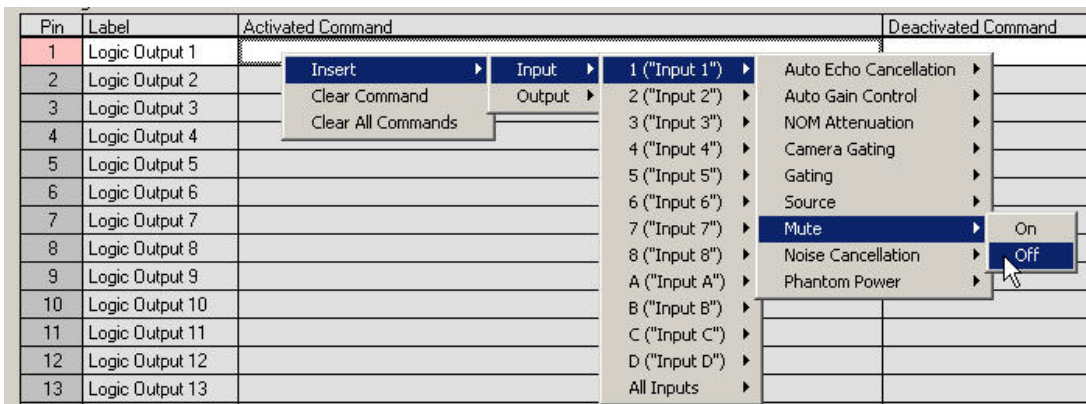 Pin Label Activated Command Deactivated Command
1 Logic Output 1
2 Logic Output 2
3 Logic Output 3
4 Logic Output 4
5 Logic Output 5
6 Logic Output 6
7 Logic Output 7
8 Logic Output 8
9 Logic Output 9
10 Logic Output 10
11 Logic Output 11
12 Logic Output 12
13 Logic Output 13
Insert
Clear Command
Clear All Commands
Input
Output
1 ("Input 1")
2 ("Input 2")
3 ("Input 3")
4 ("Input 4")
5 ("Input 5")
6 ("Input 6")
7 ("Input 7")
8 ("Input 8")
A ("Input A")
B ("Input B")
C ("Input C")
D ("Input D")
All Inputs
Auto Echo Cancellation
Auto Gain Control
NOM Attenuation
Camera Gating
Gating
Source
Mute
Noise Cancellation
Phantom Power
On
Off